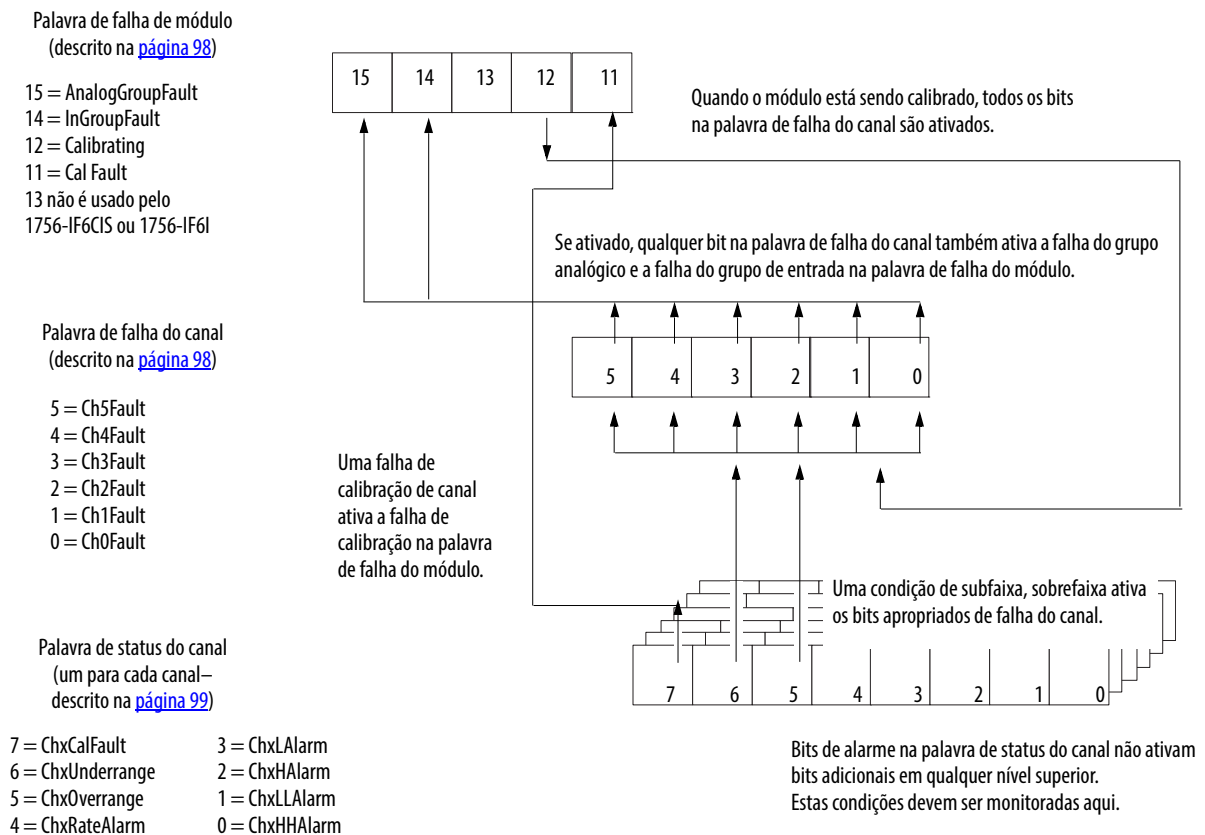 Palavra de falha de módulo
(descrito na página 98)
15 = AnalogGroupFault
14 = InGroupFault
12 = Calibrating
11 = Cal Fault
13 não é usado pelo
1756-IF6CIS ou 1756-IF6I
15 14 13 12 11
Quando o módulo está sendo calibrado, todos os bits
na palavra de falha do canal são ativados.
Se ativado, qualquer bit na palavra de falha do canal também ativa a falha do grupo
analógico e a falha do grupo de entrada na palavra de falha do módulo.
Palavra de falha do canal
(descrito na página 98)
5 = Ch5Fault
4 = Ch4Fault
3 = Ch3Fault
2 = Ch2Fault
1 = Ch1Fault
0 = Ch0Fault
5 4 3 2 1 0
Uma falha de
calibração de canal
ativa a falha de
calibração na palavra
de falha do módulo.
Uma condição de subfaixa, sobrefaixa ativa
os bits apropriados de falha do canal.
Palavra de status do canal
(um para cada canal–
descrito na página 99)
7 6 5 4 3 2 1 0
7 = ChxCalFault
6 = ChxUnderrange
5 = ChxOverrange
4 = ChxRateAlarm
3 = ChxLAlarm
2 = ChxHAlarm
1 = ChxLLAlarm
0 = ChxHHAlarm
Bits de alarme na palavra de status do canal não ativam
bits adicionais em qualquer nível superior.
Estas condições devem ser monitoradas aqui.